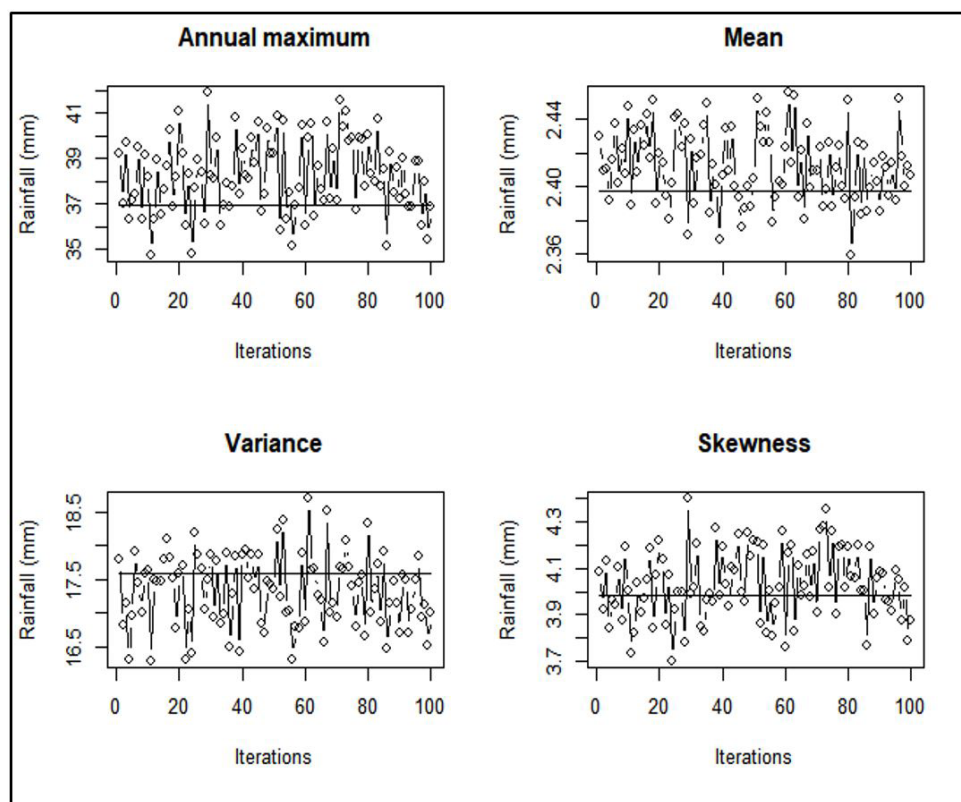 Annual maximum
Rainfall (mm)
41
39
37
35
0 20 40 60 80 100
Iterations
Mean
Rainfall (mm)
2.44
2.40
2.36
0 20 40 60 80 100
Iterations
Variance
Rainfall (mm)
18.5
17.5
16.5
0 20 40 60 80 100
Iterations
Skewness
Rainfall (mm)
4.3
4.1
3.9
3.7
0 20 40 60 80 100
Iterations